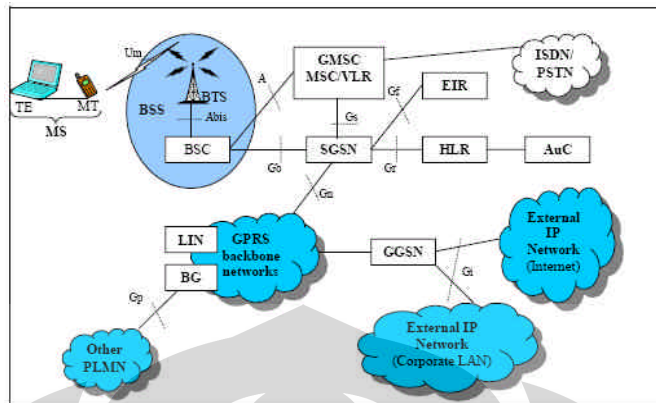 Um
GMSC
MSC/VLR
ISDN/
PSTN
A
Gf
EIR
TE
MT
MS
BSS
BTS
Abis
Gs
BSC
Gb
SGSN
Gr
HLR
AuC
Gn
LIN
GPRS
backbone
networks
BG
GGSN
Gi
External
IP
Network
(Internet)
Gp
Other
PLMN
External IP
Network
(Corporate LAN)